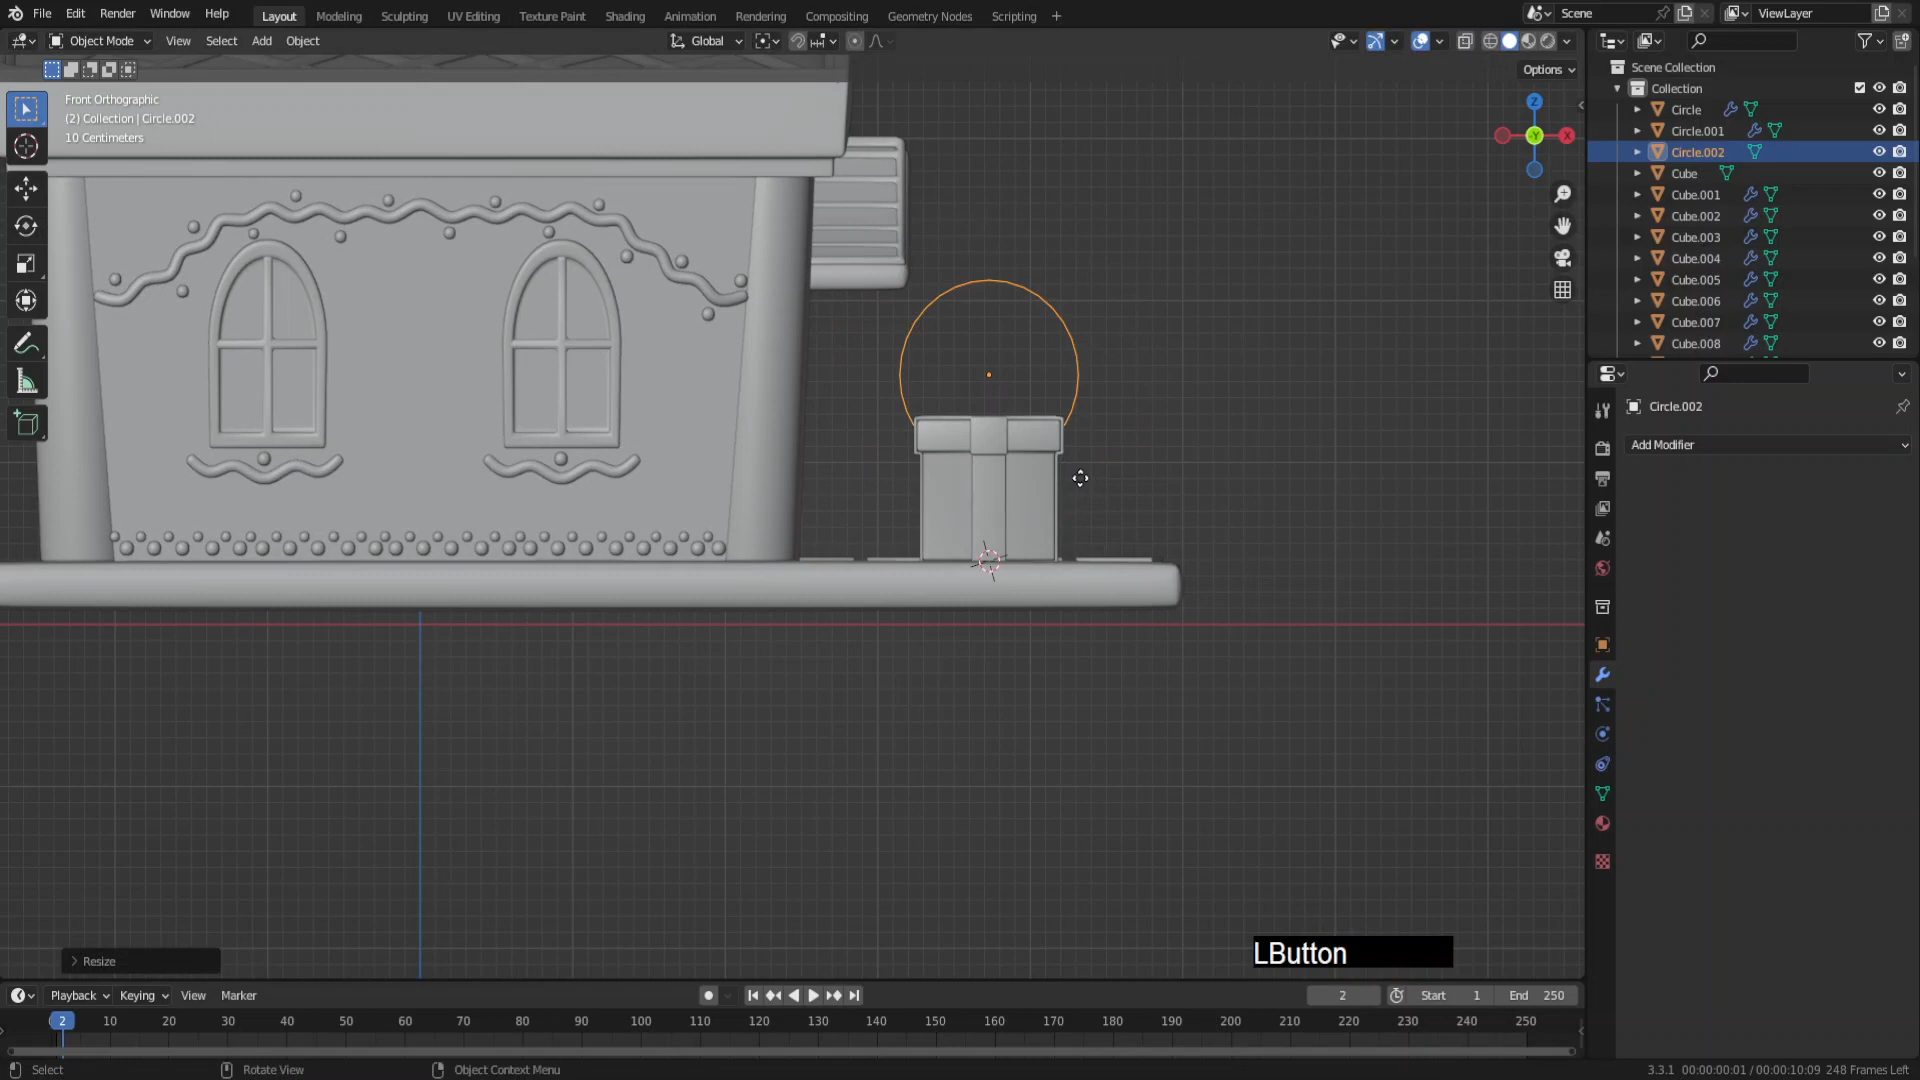 File Edit Render Window Help Layout Modeling Sculpting UV Editing Texture Paint Shading Animation Rendering Compositing Geometry Nodes Scripting + Scene ViewLayer
Object Mode View Select Add Object Global
Options
Front Orthographic
(2) Collection | Circle.002
10 Centimeters
Z
Y
X
Scene Collection
Collection
Circle
Circle.001
Circle.002
Cube
Cube.001
Cube.002
Cube.003
Cube.004
Cube.005
Cube.006
Cube.007
Cube.008
Circle.002
Add Modifier
Resize
LButton
Playback Keying View Marker 2 Start 1 End 250
2 10 20 30 40 50 60 70 80 90 100 110 120 130 140 150 160 170 180 190 200 210 220 230 240 250
Select Rotate View Object Context Menu 3.3.1 00:00:00:01 / 00:00:10:09 248 Frames Left